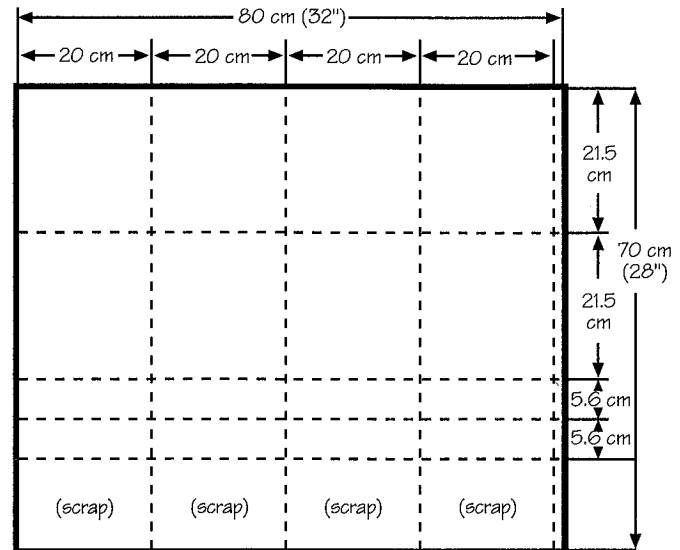 80 cm (32")
20 cm 20 cm 20 cm 20 cm
21.5
cm
70 cm
(28")
21.5
cm
5.6 cm
5.6 cm
(scrap) (scrap) (scrap) (scrap)